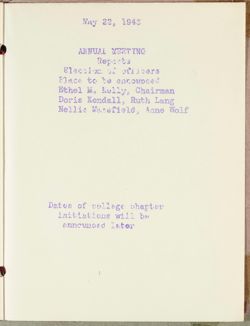 May 22, 1943
ANNUAL MEETING
Reports
Election of officers
Place to be announced
Ethel M. Lully, Chairman
Doris Kendall, Ruth Lang
Nellie Wakefield, Anne Wolf
Dates of college chapter
initiations will be
announced later